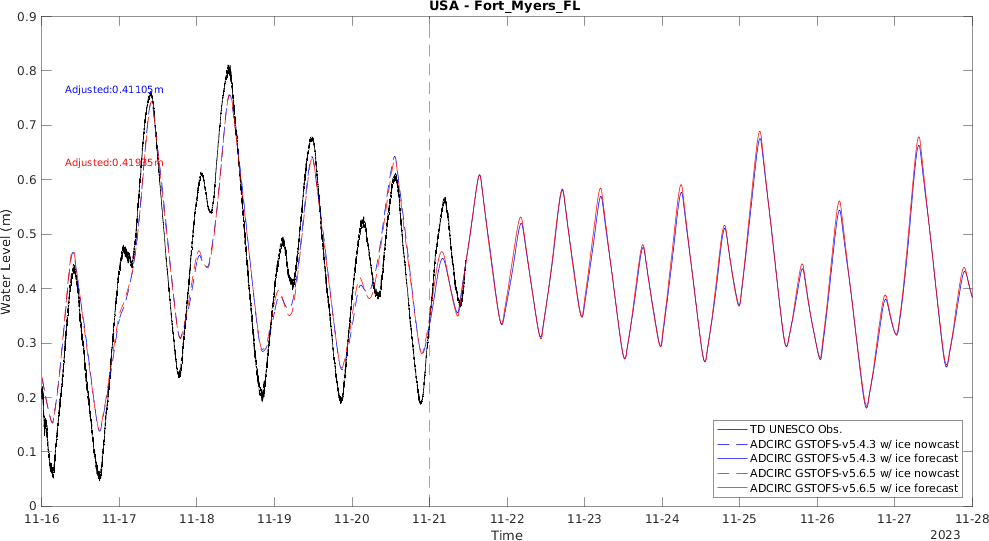 USA - Fort_Myers_FL
0.9
0.8
0.7
0.6
0.5
0.4
0.3
0.2
0.1
0
Water Level (m)
Adjusted:0.41105m
Adjusted:0.41935m
TD UNESCO Obs.
ADCIRC GSTOFS-v5.4.3 w/ ice nowcast
ADCIRC GSTOFS-v5.4.3 w/ ice forecast
ADCIRC GSTOFS-v5.6.5 w/ ice nowcast
ADCIRC GSTOFS-v5.6.5 w/ ice forecast
11-16 11-17 11-18 11-19 11-20 11-21 11-22 11-23 11-24 11-25 11-26 11-27 11-28
Time
2023